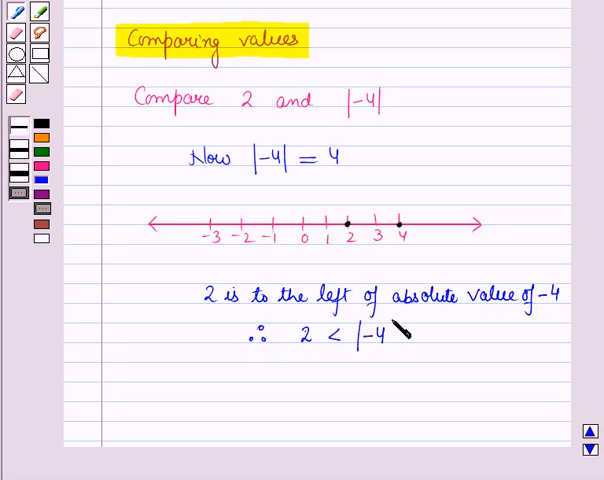 Comparing values
Compare 2 and |-4|
Now |-4| = 4
-3 -2 -1 0 1 2 3 4
2 is to the left of absolute value of -4
∴ 2 < |-4